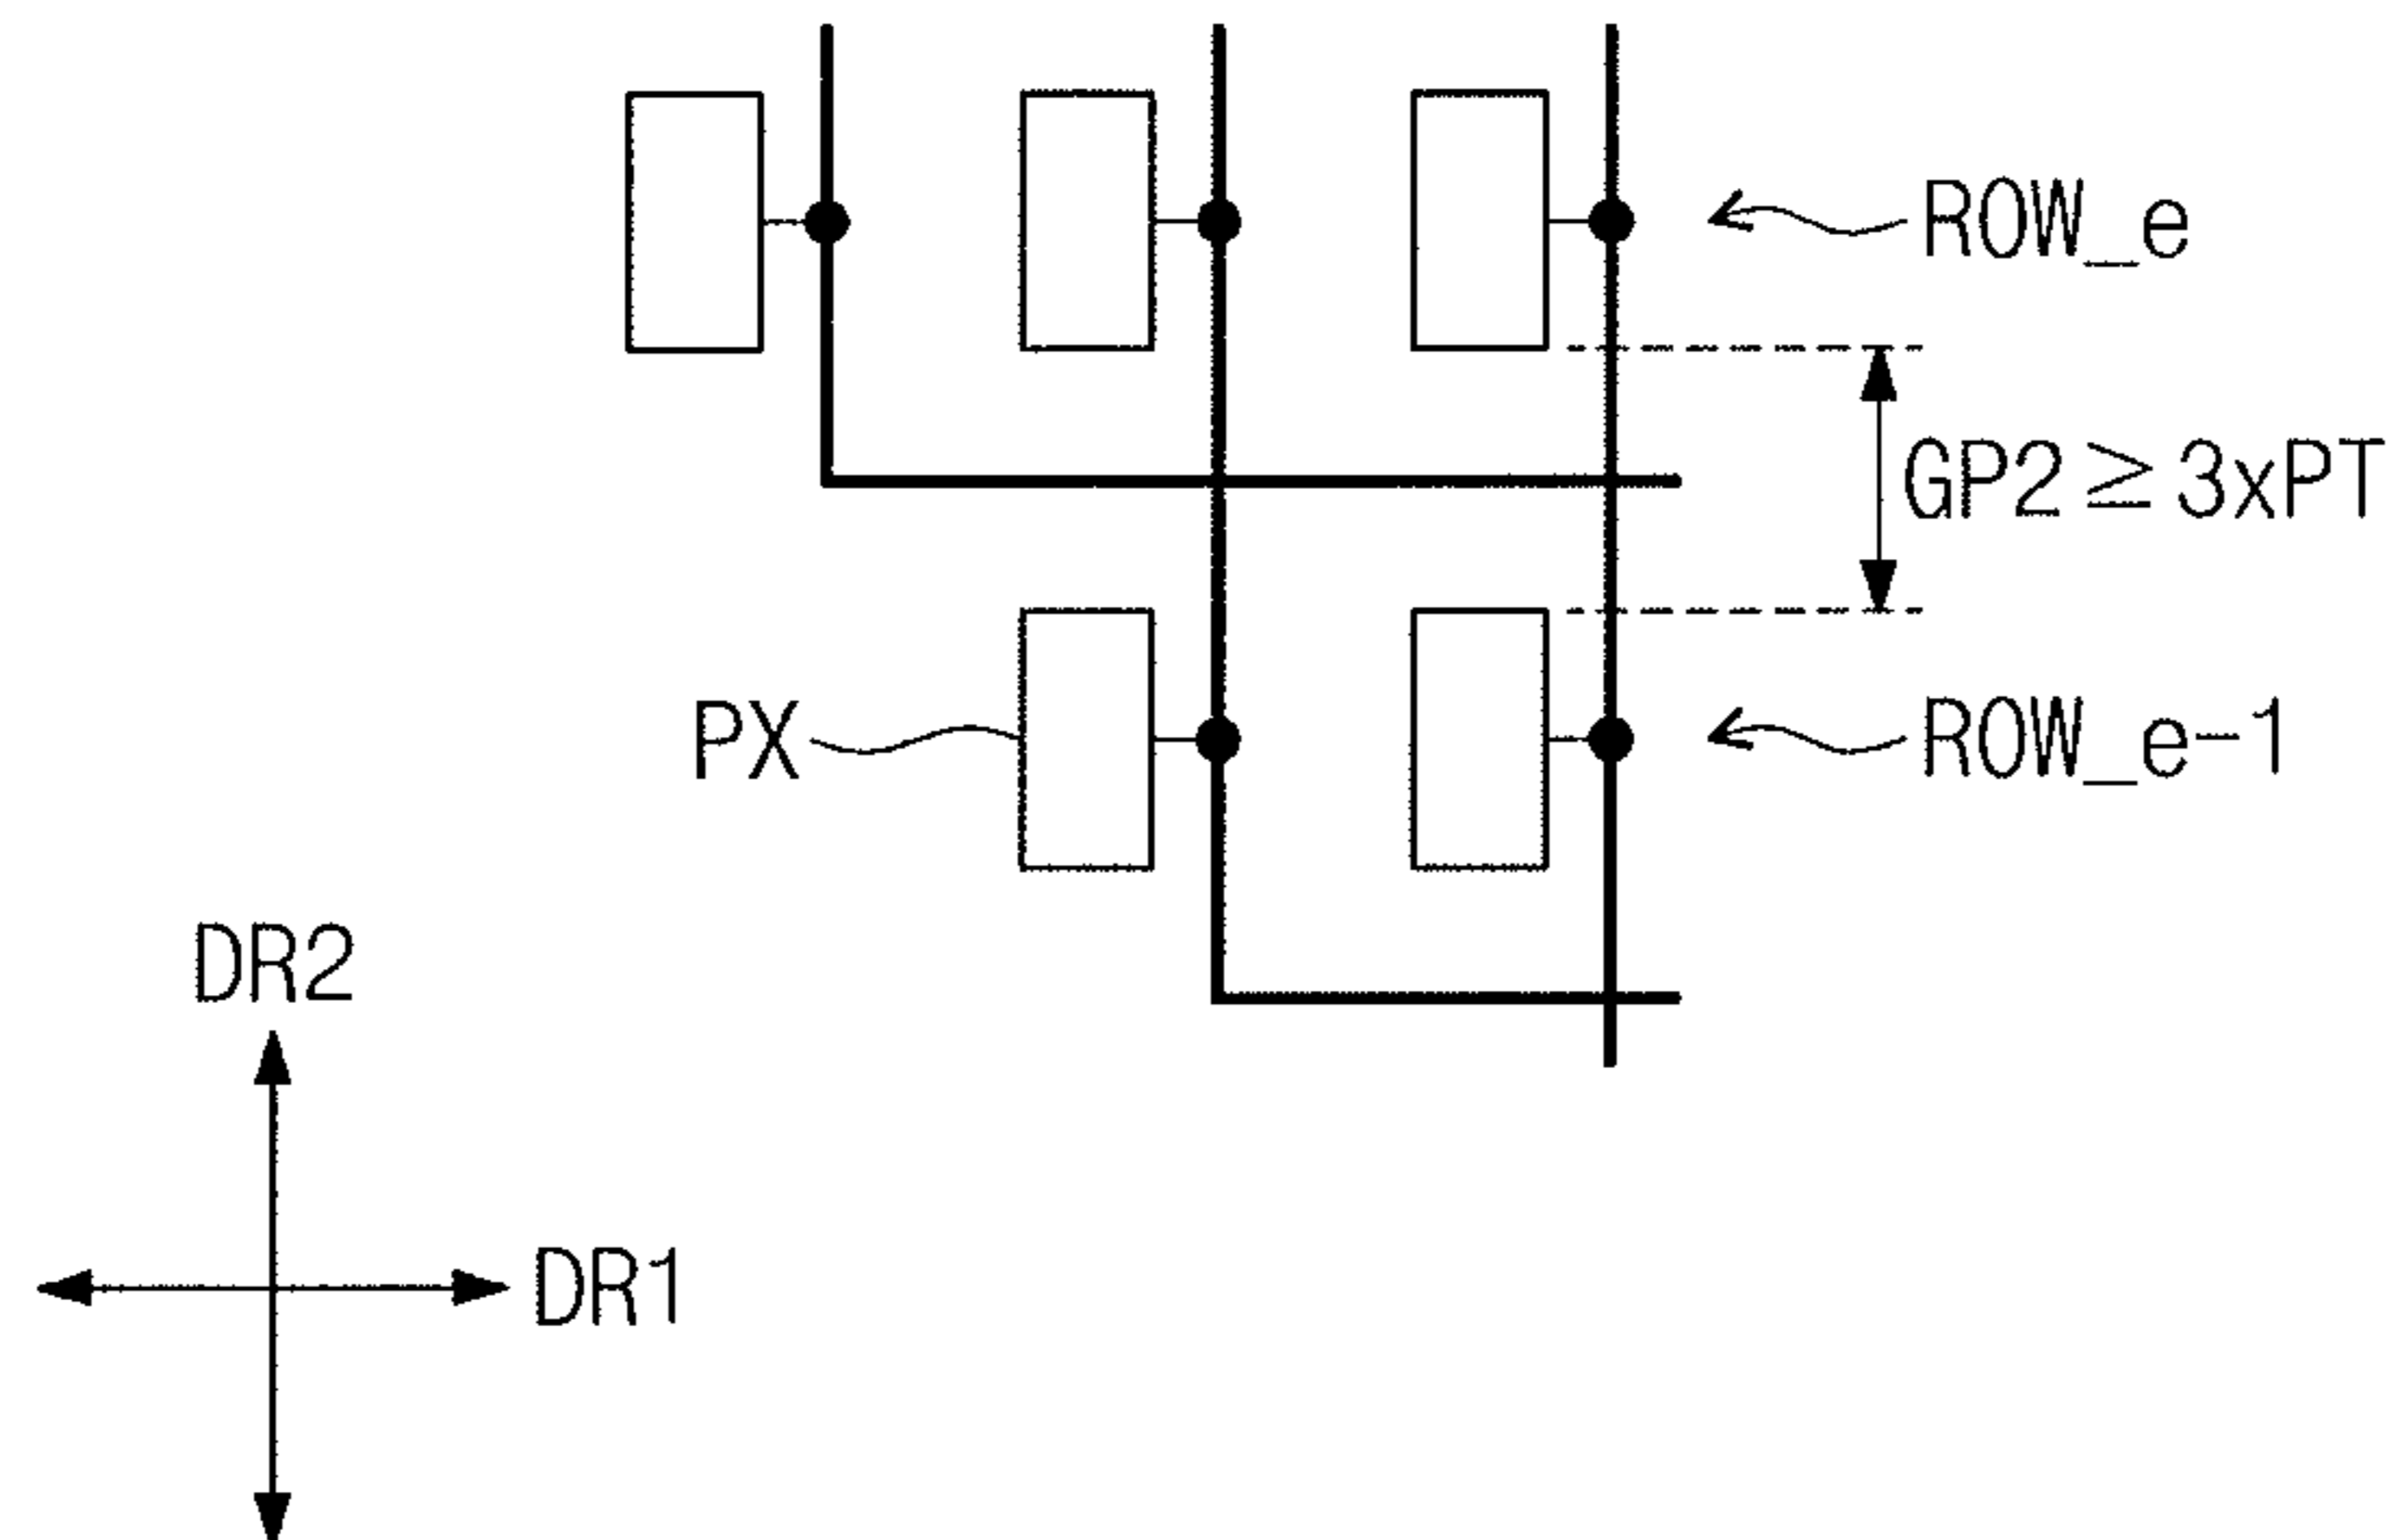 ROW_e
GP2 ≥ 3xPT
PX
ROW_e-1
DR2
DR1